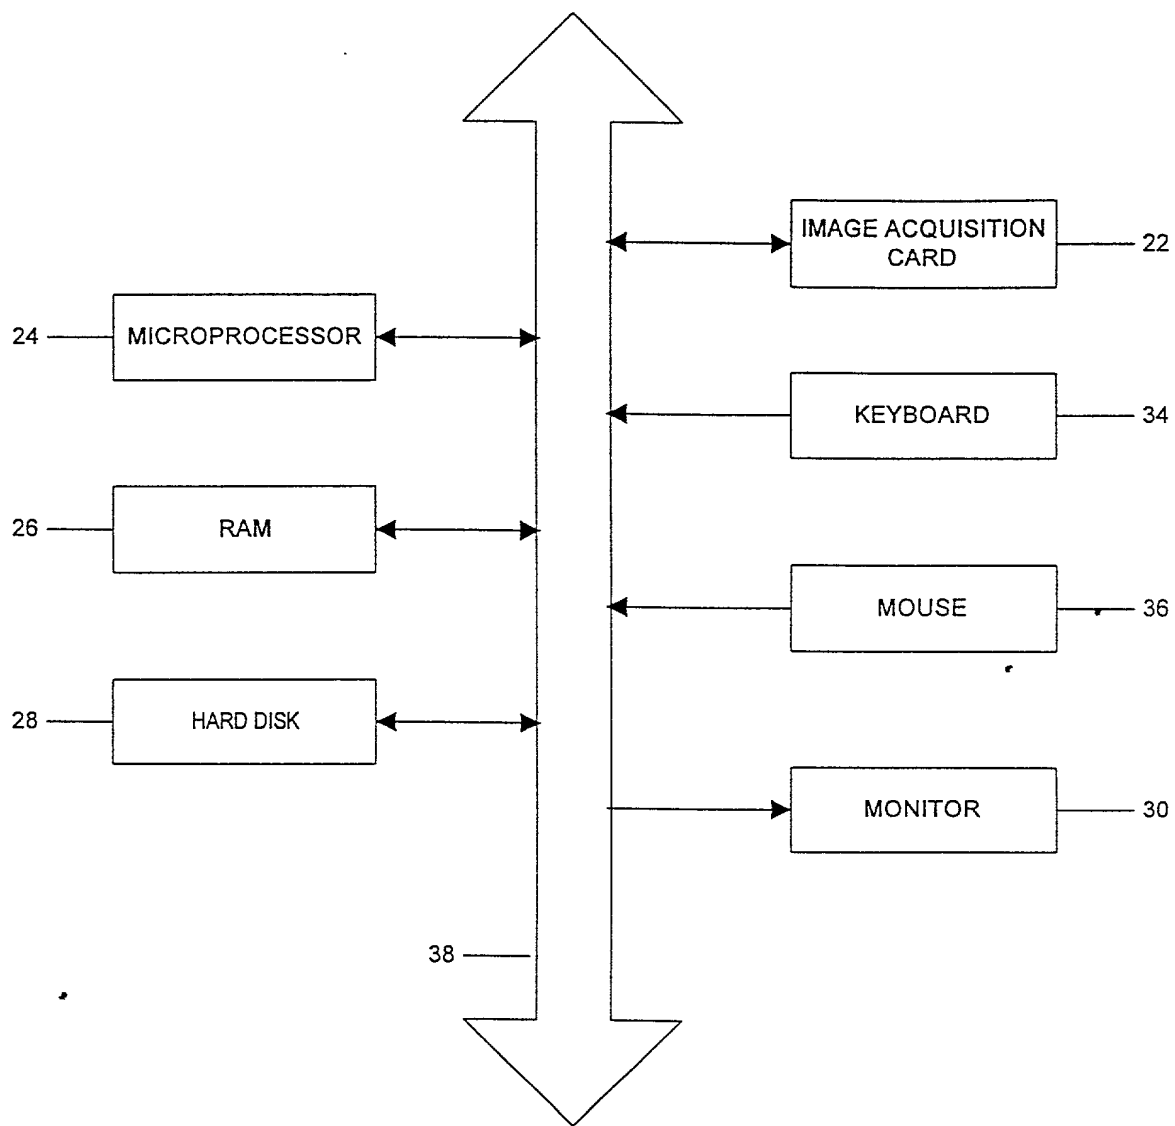 IMAGE ACQUISITION
CARD
22
24
MICROPROCESSOR
KEYBOARD
34
26
RAM
MOUSE
36
28
HARD DISK
MONITOR
30
38